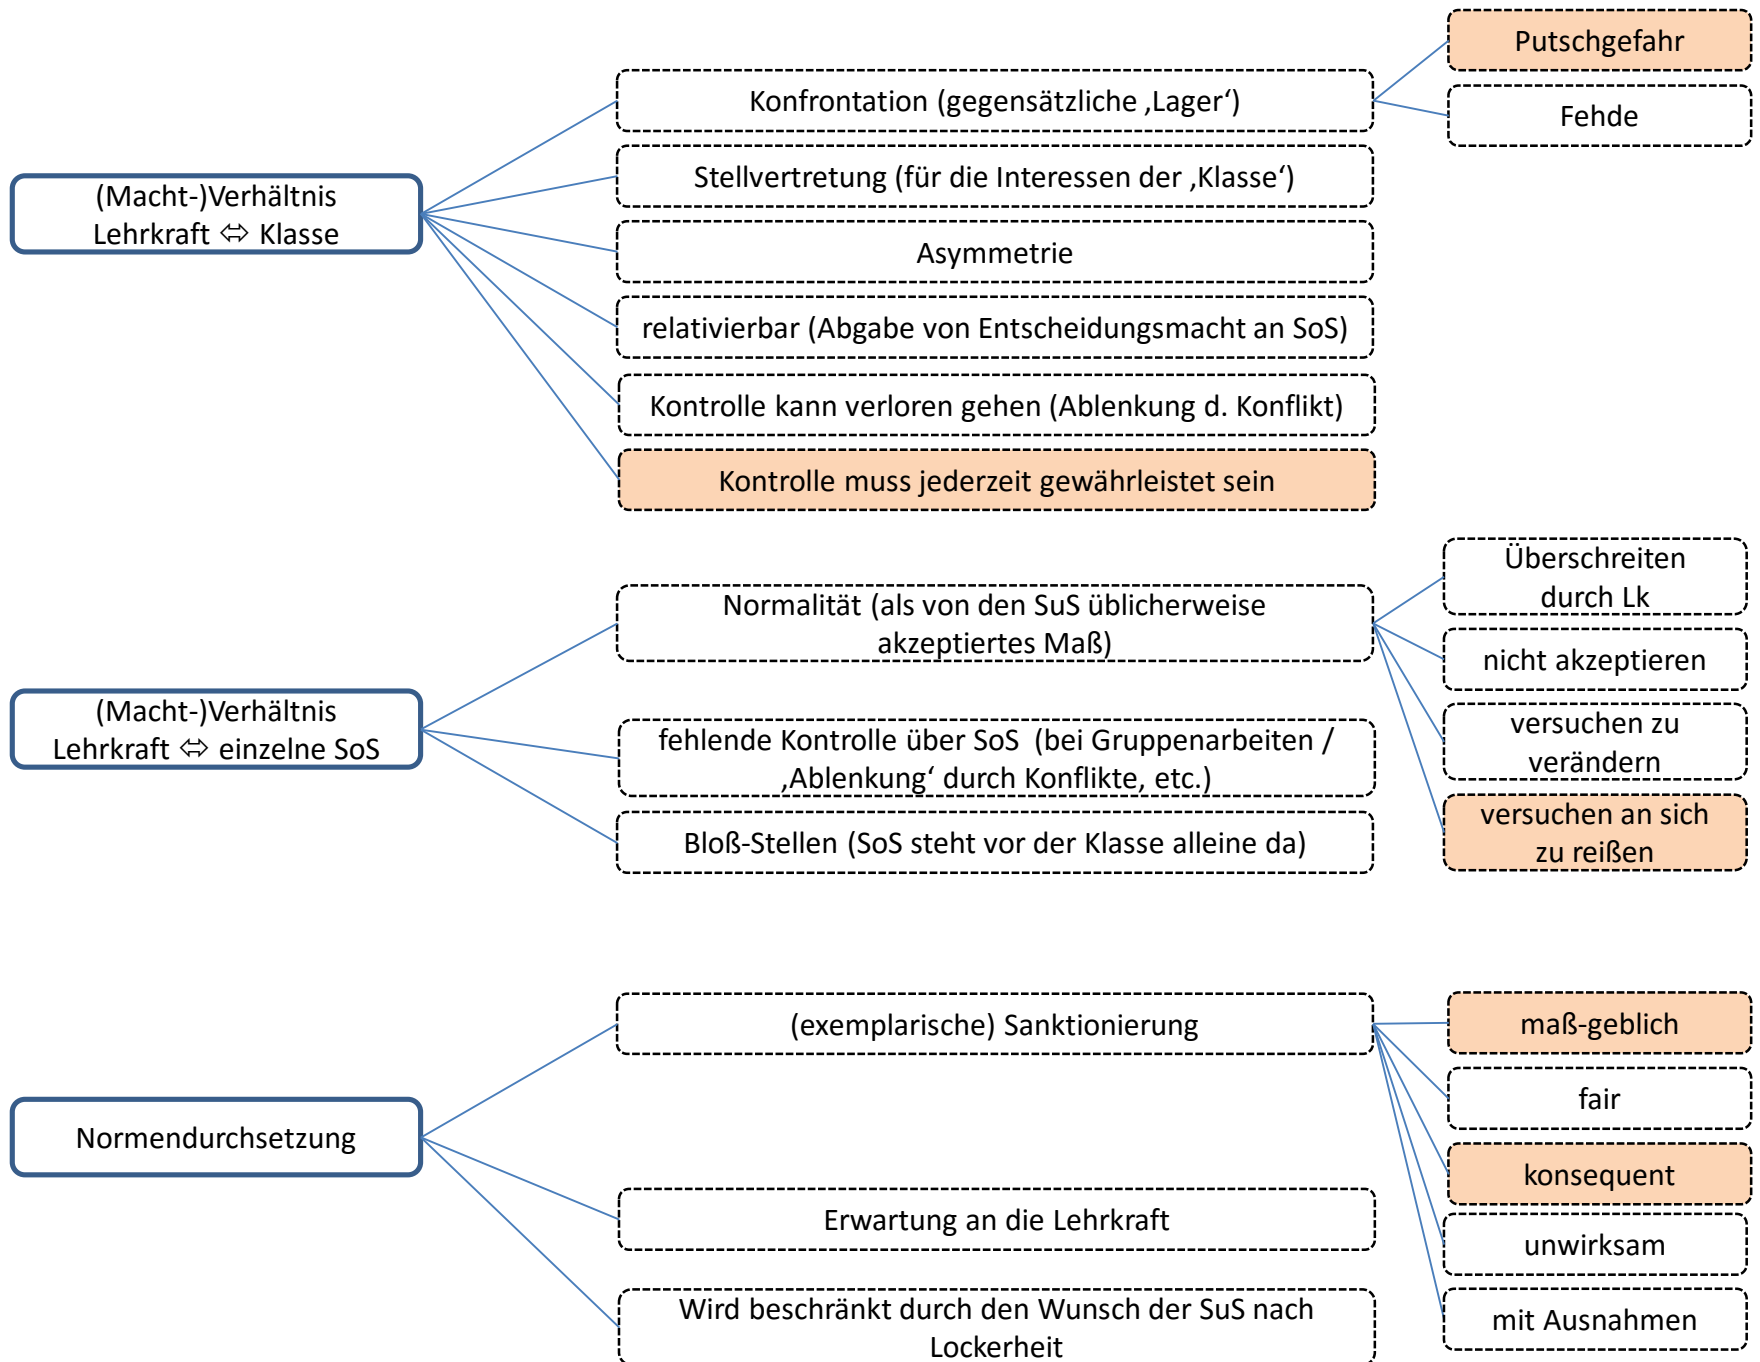 (Macht-)Verhältnis
Lehrkraft ⇔ Klasse
Konfrontation (gegensätzliche ‚Lager‘)
Putschgefahr
Fehde
Stellvertretung (für die Interessen der ‚Klasse‘)
Asymmetrie
relativierbar (Abgabe von Entscheidungsmacht an SoS)
Kontrolle kann verloren gehen (Ablenkung d. Konflikt)
Kontrolle muss jederzeit gewährleistet sein
(Macht-)Verhältnis
Lehrkraft ⇔ einzelne SoS
Normalität (als von den SuS üblicherweise
akzeptiertes Maß)
Überschreiten
durch Lk
nicht akzeptieren
versuchen zu
verändern
versuchen an sich
zu reißen
fehlende Kontrolle über SoS (bei Gruppenarbeiten /
‚Ablenkung‘ durch Konflikte, etc.)
Bloß-Stellen (SoS steht vor der Klasse alleine da)
Normendurchsetzung
(exemplarische) Sanktionierung
maß-geblich
fair
konsequent
unwirksam
mit Ausnahmen
Erwartung an die Lehrkraft
Wird beschränkt durch den Wunsch der SuS nach
Lockerheit